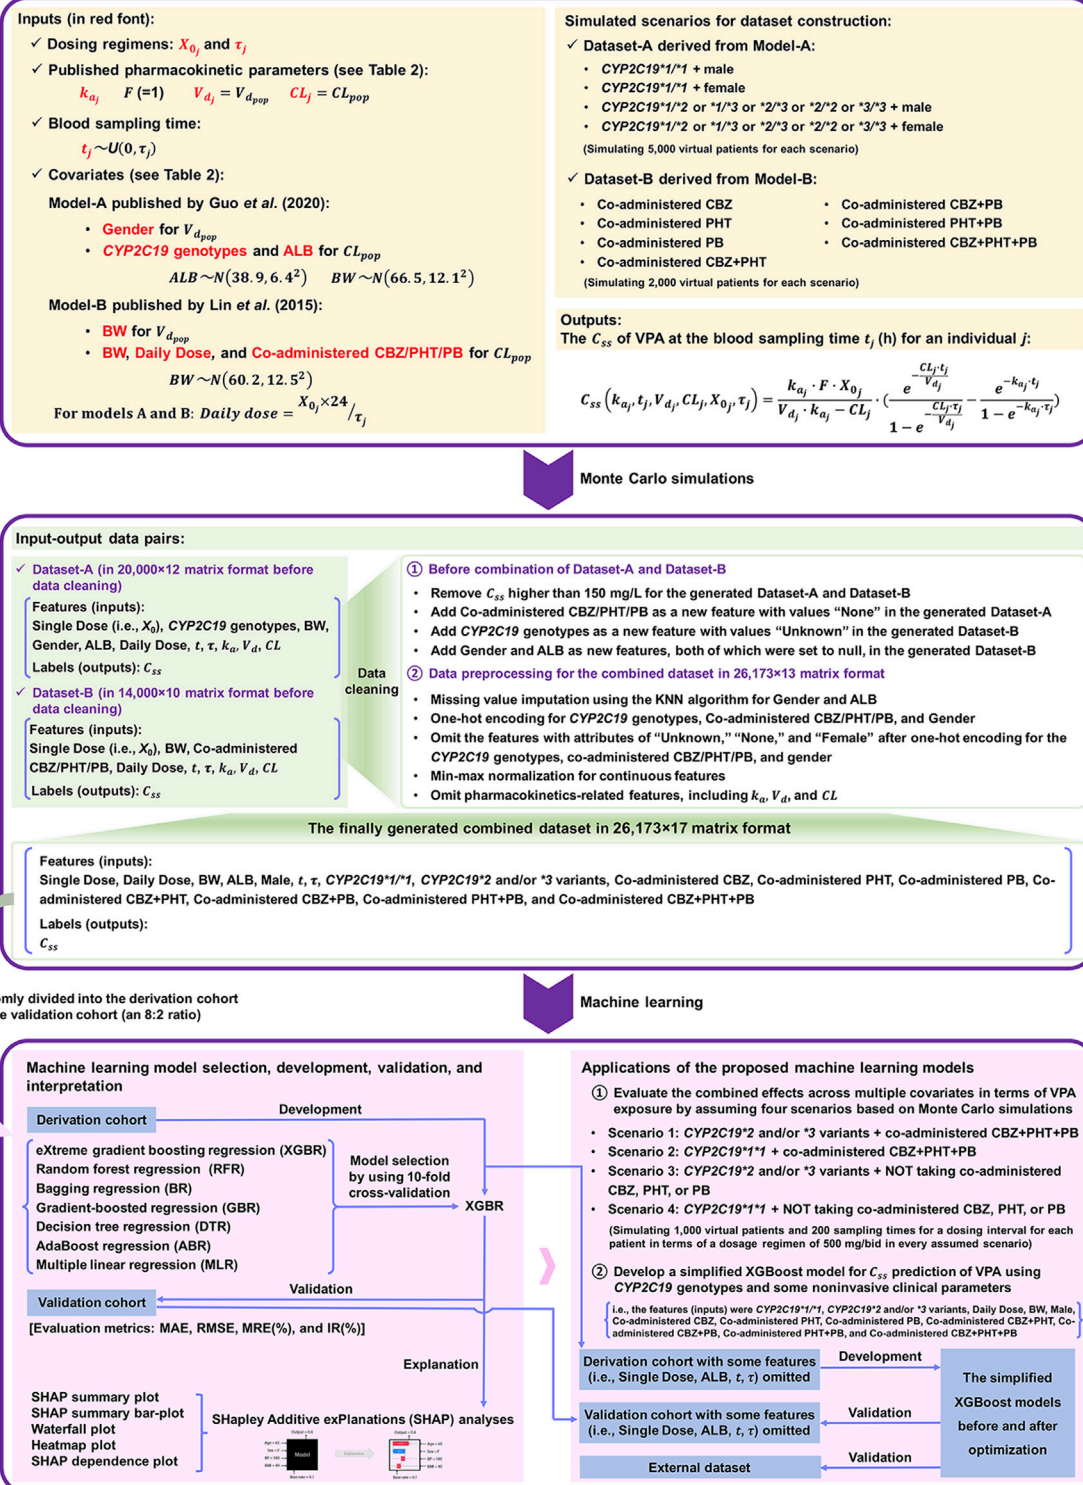 Inputs (in red font):
✓ Dosing regimens: X₀ⱼ and τⱼ
✓ Published pharmacokinetic parameters (see Table 2):
kₐⱼ F (=1) V_dⱼ = V_dpop CLⱼ = CLpop
✓ Blood sampling time:
tⱼ~U(0, τⱼ)
✓ Covariates (see Table 2):
Model-A published by Guo et al. (2020):
• Gender for V_dpop
• CYP2C19 genotypes and ALB for CLpop
ALB~N(38.9, 6.4²) BW~N(66.5, 12.1²)
Model-B published by Lin et al. (2015):
• BW for V_dpop
• BW, Daily Dose, and Co-administered CBZ/PHT/PB for CLpop
BW~N(60.2, 12.5²)
For models A and B: Daily dose = X₀ⱼ×24/τⱼ
Simulated scenarios for dataset construction:
✓ Dataset-A derived from Model-A:
• CYP2C19*1/*1 + male
• CYP2C19*1/*1 + female
• CYP2C19*1/*2 or *1/*3 or *2/*3 or *2/*2 or *3/*3 + male
• CYP2C19*1/*2 or *1/*3 or *2/*3 or *2/*2 or *3/*3 + female
(Simulating 5,000 virtual patients for each scenario)
✓ Dataset-B derived from Model-B:
• Co-administered CBZ
• Co-administered PHT
• Co-administered PB
• Co-administered CBZ+PHT
• Co-administered CBZ+PB
• Co-administered PHT+PB
• Co-administered CBZ+PHT+PB
(Simulating 2,000 virtual patients for each scenario)
Outputs:
The Css of VPA at the blood sampling time tⱼ (h) for an individual j:
Css(kₐⱼ, tⱼ, V_dⱼ, CLⱼ, X₀ⱼ, τⱼ) = (kₐⱼ · F · X₀ⱼ)/(V_dⱼ · kₐⱼ − CLⱼ) · (e^(−CLⱼ·tⱼ/V_dⱼ)/(1 − e^(−CLⱼ·τⱼ/V_dⱼ)) − e^(−kₐⱼ·tⱼ)/(1 − e^(−kₐⱼ·τⱼ)))
Monte Carlo simulations
Input-output data pairs:
✓ Dataset-A (in 20,000×12 matrix format before
data cleaning)
Features (inputs):
Single Dose (i.e., X₀), CYP2C19 genotypes, BW,
Gender, ALB, Daily Dose, t, τ, kₐ, V_d, CL
Labels (outputs): Css
✓ Dataset-B (in 14,000×10 matrix format before
data cleaning)
Features (inputs):
Single Dose (i.e., X₀), BW, Co-administered
CBZ/PHT/PB, Daily Dose, t, τ, kₐ, V_d, CL
Labels (outputs): Css
Data
cleaning
① Before combination of Dataset-A and Dataset-B
• Remove Css higher than 150 mg/L for the generated Dataset-A and Dataset-B
• Add Co-administered CBZ/PHT/PB as a new feature with values “None” in the generated Dataset-A
• Add CYP2C19 genotypes as a new feature with values “Unknown” in the generated Dataset-B
• Add Gender and ALB as new features, both of which were set to null, in the generated Dataset-B
② Data preprocessing for the combined dataset in 26,173×13 matrix format
• Missing value imputation using the KNN algorithm for Gender and ALB
• One-hot encoding for CYP2C19 genotypes, Co-administered CBZ/PHT/PB, and Gender
• Omit the features with attributes of “Unknown,” “None,” and “Female” after one-hot encoding for the
CYP2C19 genotypes, co-administered CBZ/PHT/PB, and gender
• Min-max normalization for continuous features
• Omit pharmacokinetics-related features, including kₐ, V_d, and CL
The finally generated combined dataset in 26,173×17 matrix format
Features (inputs):
Single Dose, Daily Dose, BW, ALB, Male, t, τ, CYP2C19*1/*1, CYP2C19*2 and/or *3 variants, Co-administered CBZ, Co-administered PHT, Co-administered PB, Co-
administered CBZ+PHT, Co-administered CBZ+PB, Co-administered PHT+PB, and Co-administered CBZ+PHT+PB
Labels (outputs):
Css
omly divided into the derivation cohort
e validation cohort (an 8:2 ratio)
Machine learning
Machine learning model selection, development, validation, and
interpretation
Derivation cohort
Development
eXtreme gradient boosting regression (XGBR)
Random forest regression (RFR)
Bagging regression (BR)
Gradient-boosted regression (GBR)
Decision tree regression (DTR)
AdaBoost regression (ABR)
Multiple linear regression (MLR)
Model selection
by using 10-fold
cross-validation
XGBR
Validation
Validation cohort
[Evaluation metrics: MAE, RMSE, MRE(%), and IR(%)]
Explanation
SHAP summary plot
SHAP summary bar-plot
Waterfall plot
Heatmap plot
SHAP dependence plot
SHapley Additive exPlanations (SHAP) analyses
Model
Applications of the proposed machine learning models
① Evaluate the combined effects across multiple covariates in terms of VPA
exposure by assuming four scenarios based on Monte Carlo simulations
• Scenario 1: CYP2C19*2 and/or *3 variants + co-administered CBZ+PHT+PB
• Scenario 2: CYP2C19*1*1 + co-administered CBZ+PHT+PB
• Scenario 3: CYP2C19*2 and/or *3 variants + NOT taking co-administered
CBZ, PHT, or PB
• Scenario 4: CYP2C19*1*1 + NOT taking co-administered CBZ, PHT, or PB
(Simulating 1,000 virtual patients and 200 sampling times for a dosing interval for each
patient in terms of a dosage regimen of 500 mg/bid in every assumed scenario)
② Develop a simplified XGBoost model for Css prediction of VPA using
CYP2C19 genotypes and some noninvasive clinical parameters
i.e., the features (inputs) were CYP2C19*1/*1, CYP2C19*2 and/or *3 variants, Daily Dose, BW, Male,
Co-administered CBZ, Co-administered PHT, Co-administered PB, Co-administered CBZ+PHT, Co-
administered CBZ+PB, Co-administered PHT+PB, and Co-administered CBZ+PHT+PB
Derivation cohort with some features
(i.e., Single Dose, ALB, t, τ) omitted
Development
Validation cohort with some features
(i.e., Single Dose, ALB, t, τ) omitted
Validation
External dataset
Validation
The simplified
XGBoost models
before and after
optimization